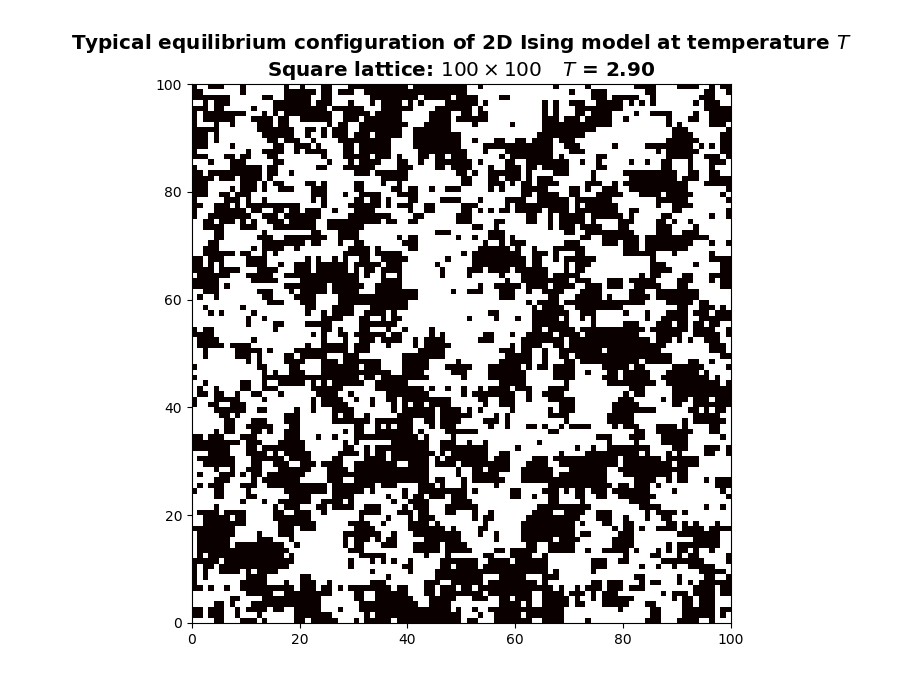 Typical equilibrium configuration of 2D Ising model at temperature T
Square lattice: 100 × 100 T = 2.90
100
80
60
40
20
0
0 20 40 60 80 100